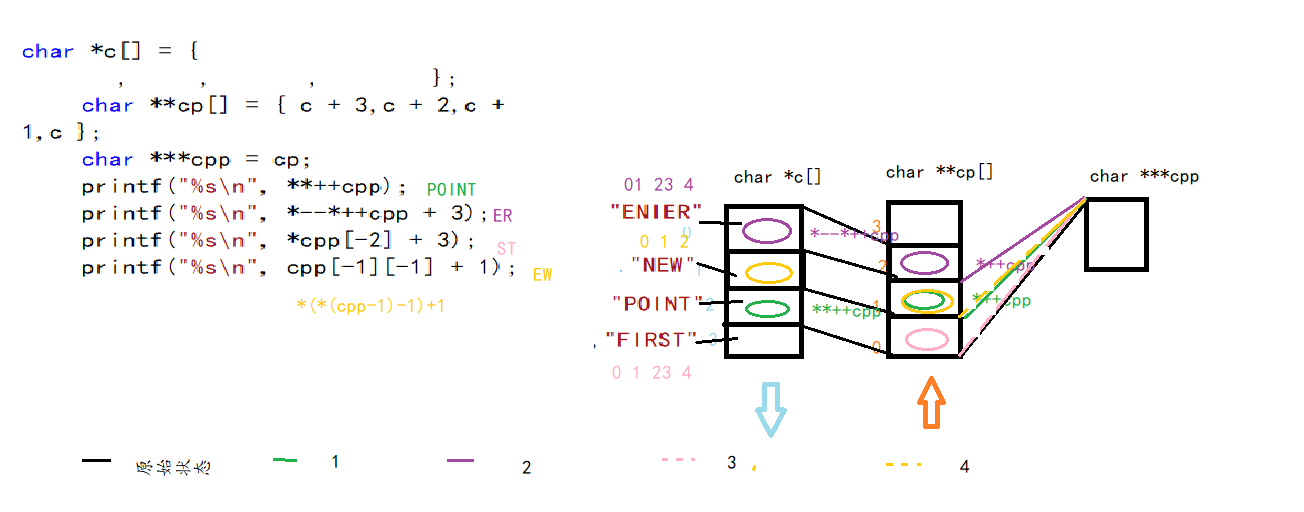 char *c[] = {
, , , };
char **cp[] = { c + 3,c + 2,c +
1,c };
char ***cpp = cp;
printf("%s\n", **++cpp); POINT
printf("%s\n", *--*++cpp + 3);ER
printf("%s\n", *cpp[-2] + 3); ST
printf("%s\n", cpp[-1][-1] + 1); EW
*(*(cpp-1)-1)+1
char *c[] char **cp[] char ***cpp
01 23 4
"ENIER"
0
0 1 2
"NEW" 1
"POINT" 2
, "FIRST" 3
0 1 23 4
3
*--*++cpp
2
*++cpp
1
**++cpp
*++cpp
0
原始状态 1 2 3 4